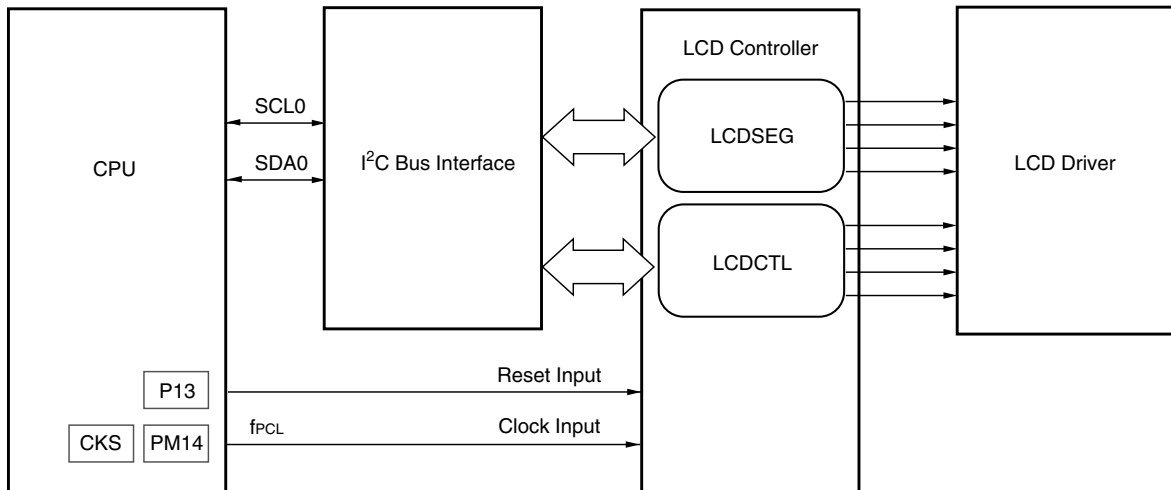 CPU
SCL0
SDA0
I²C Bus Interface
LCD Controller
LCDSEG
LCDCTL
LCD Driver
P13
Reset Input
CKS
PM14
fPCL
Clock Input